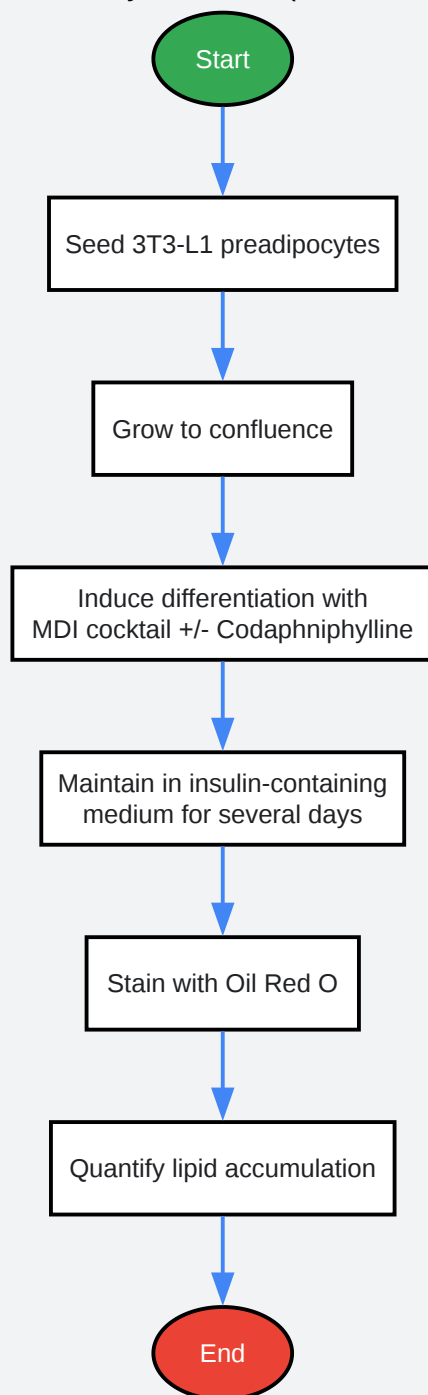 Start
Seed 3T3-L1 preadipocytes
Grow to confluence
Induce differentiation with
MDI cocktail +/- Codaphniphylline
Maintain in insulin-containing
medium for several days
Stain with Oil Red O
Quantify lipid accumulation
End